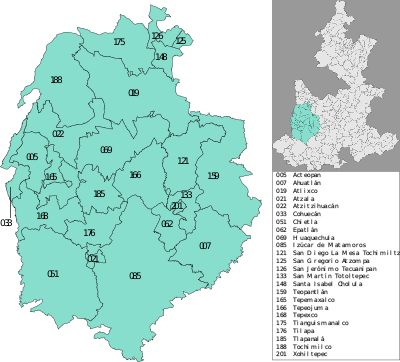 175
126
125
148
188
019
022
069
005
121
166
159
165
185
133
201
168
033
062
176
007
021
051
085
005 Acteopan
007 Ahuatlán
019 Atlixco
021 Atzala
022 Atzitzihuacán
033 Cohuecán
051 Chietla
062 Epatlán
069 Huaquechula
085 Izúcar de Matamoros
121 San Diego La Mesa Tochimiltz
125 San Gregorio Atzompa
126 San Jerónimo Tecuanipan
133 San Martín Totoltepec
148 Santa Isabel Cholula
159 Teopantlán
165 Tepemaxalco
166 Tepeojuma
168 Tepexco
175 Tianguismanalco
176 Tilapa
185 Tlapanalá
188 Tochimilco
201 Xohiltepec